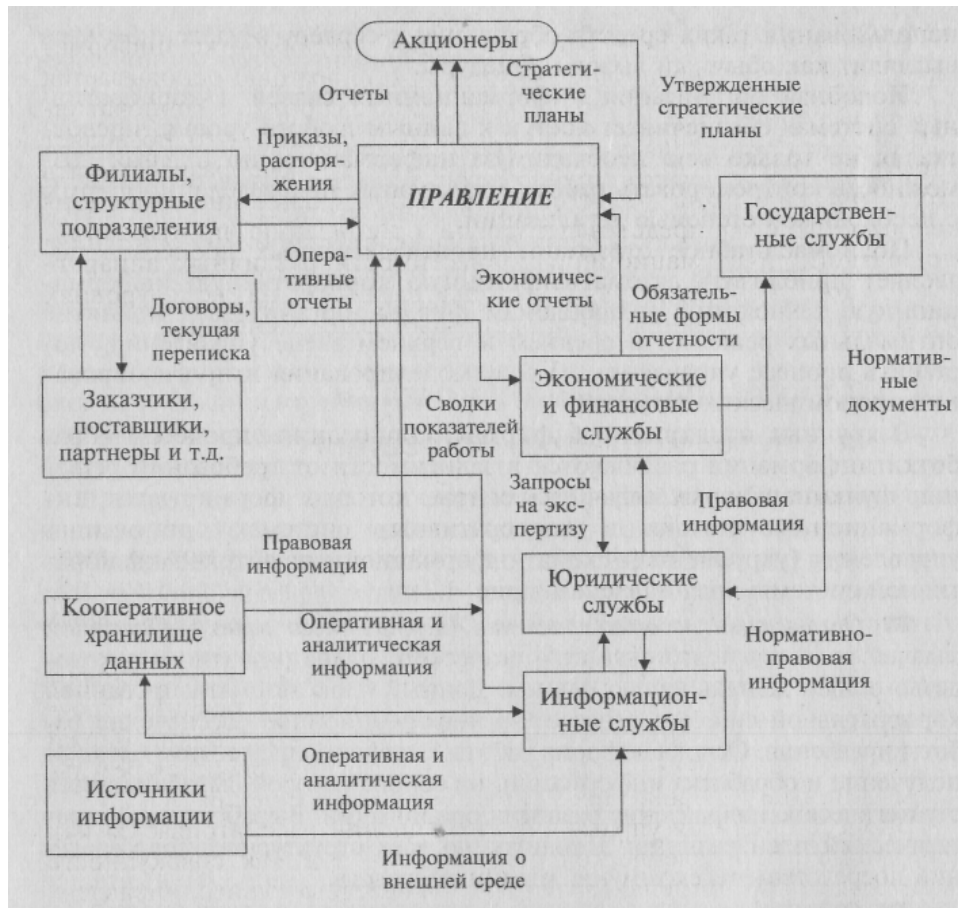 Акционеры
Отчеты
Стратеги-
ческие
планы
Утвержденные
стратегические
планы
Приказы,
распоря-
жения
Филиалы,
структурные
подразделения
ПРАВЛЕНИЕ
Государствен-
ные службы
Опера-
тивные
отчеты
Экономичес-
кие отчеты
Обязатель-
ные формы
отчетности
Договоры,
текущая
переписка
Норматив-
ные
документы
Заказчики,
поставщики,
партнеры и т.д.
Сводки
показателей
работы
Экономические
и финансовые
службы
Запросы
на экс-
пертизу
Правовая
информация
Правовая
информация
Юридические
службы
Кооперативное
хранилище
данных
Оперативная и
аналитическая
информация
Нормативно-
правовая
информация
Информацион-
ные службы
Оперативная и
аналитическая
информация
Источники
информации
Информация о
внешней среде